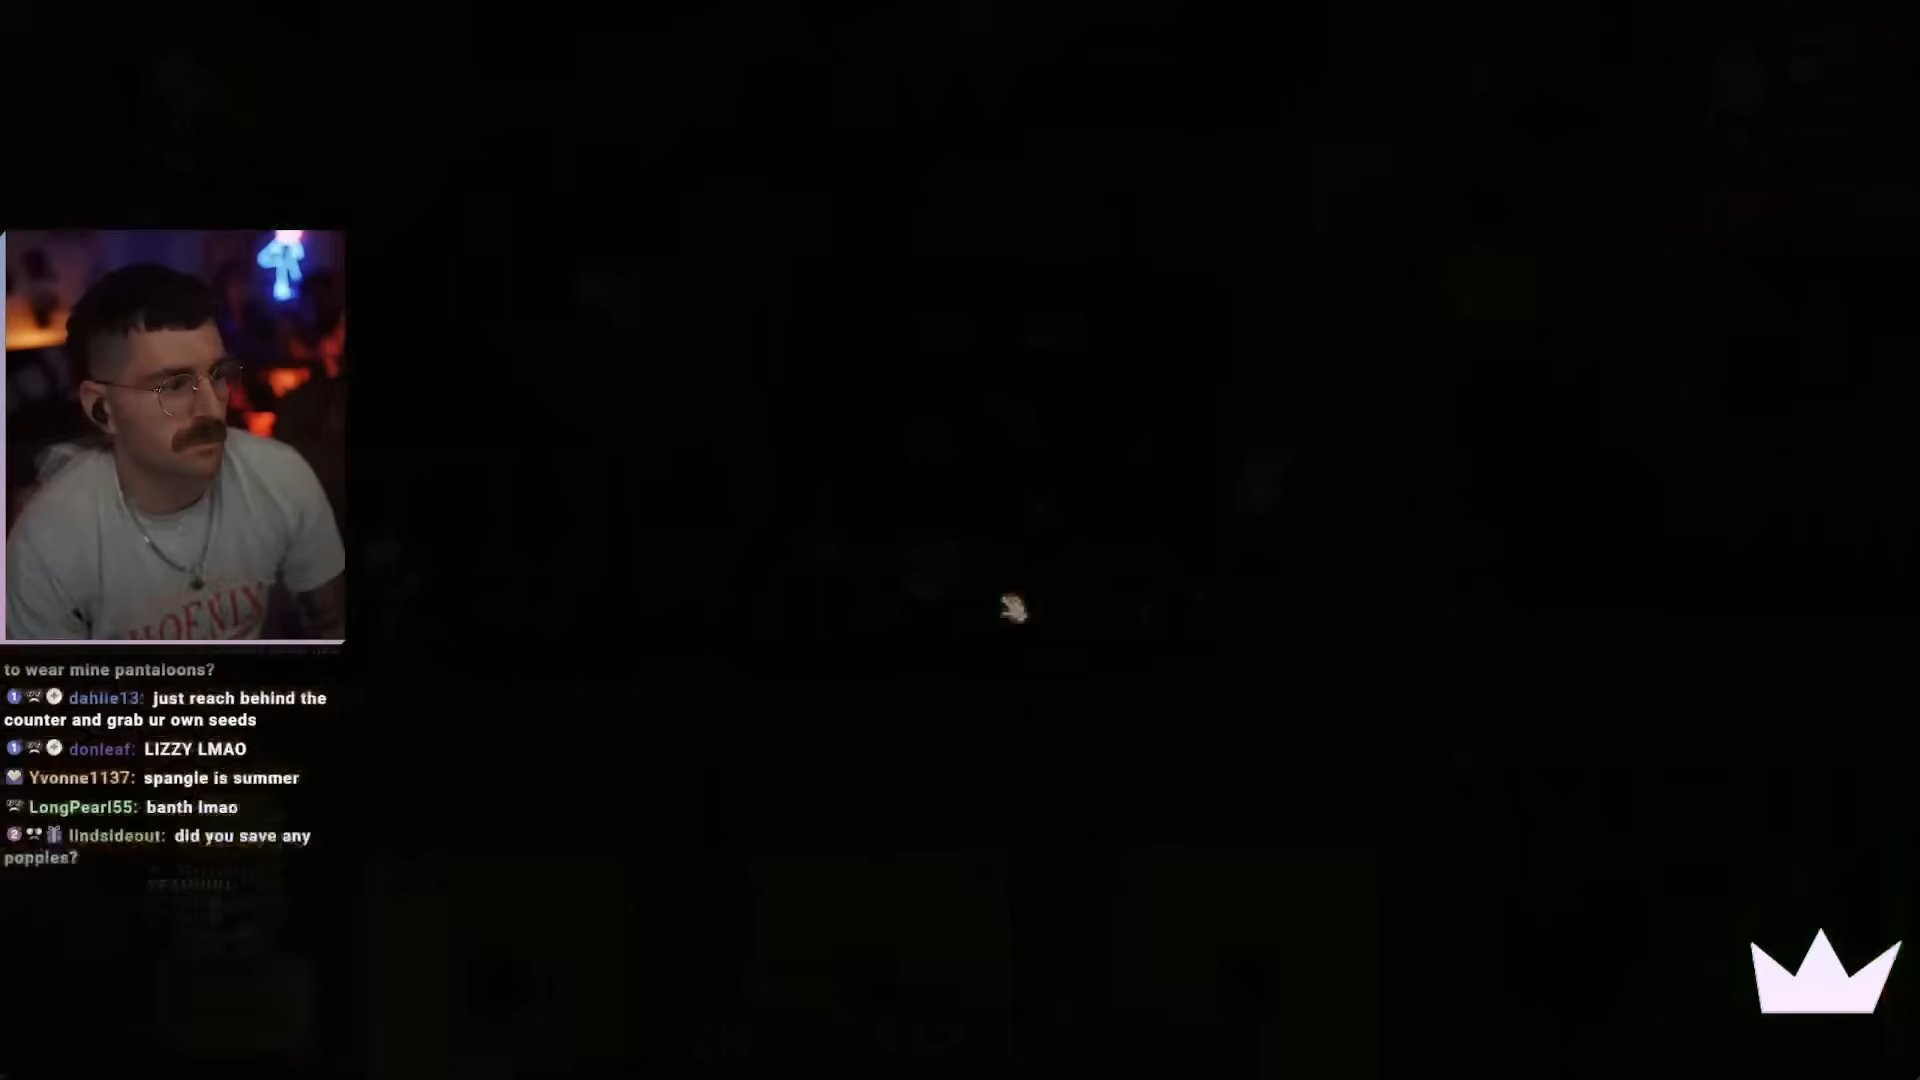 HOENIX
to wear mine pantaloons?
dahlie13: just reach behind the
counter and grab ur own seeds
donleaf: LIZZY LMAO
Yvonne1137: spangle is summer
LongPearl55: banth lmao
lindsideout: did you save any
poppies?